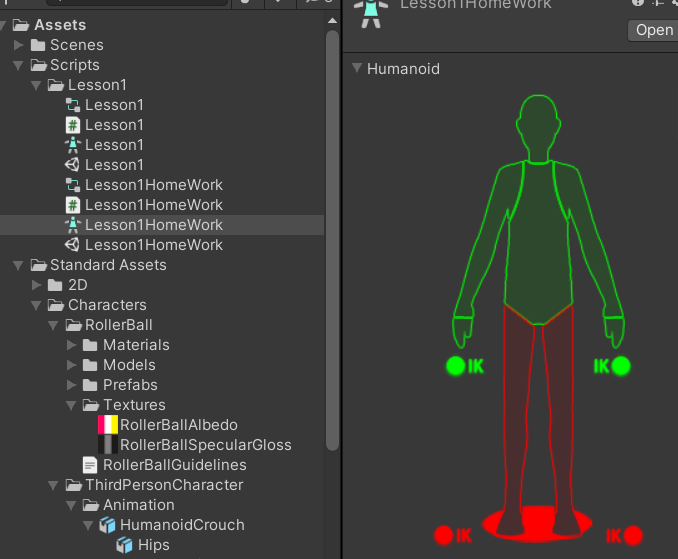 Assets
Scenes
Scripts
Lesson1
Lesson1
Lesson1
Lesson1
Lesson1
Lesson1HomeWork
Lesson1HomeWork
Lesson1HomeWork
Lesson1HomeWork
Standard Assets
2D
Characters
RollerBall
Materials
Models
Prefabs
Textures
RollerBallAlbedo
RollerBallSpecularGloss
RollerBallGuidelines
ThirdPersonCharacter
Animation
HumanoidCrouch
Hips
Lesson1HomeWork
Open
Humanoid
IK IK
IK IK